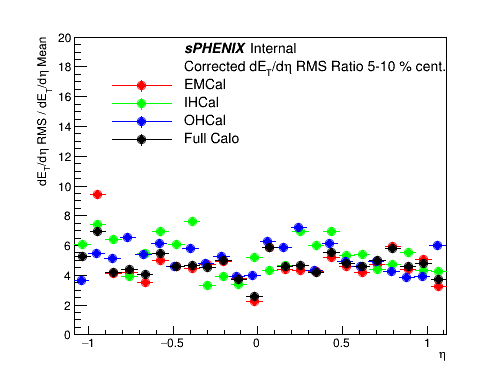 sPHENIX Internal
Corrected dE_T/dη RMS Ratio 5-10 % cent.
EMCal
IHCal
OHCal
Full Calo
dE_T/dη RMS / dE_T/dη Mean
20
18
16
14
12
10
8
6
4
2
0
−1 −0.5 0 0.5 1
η